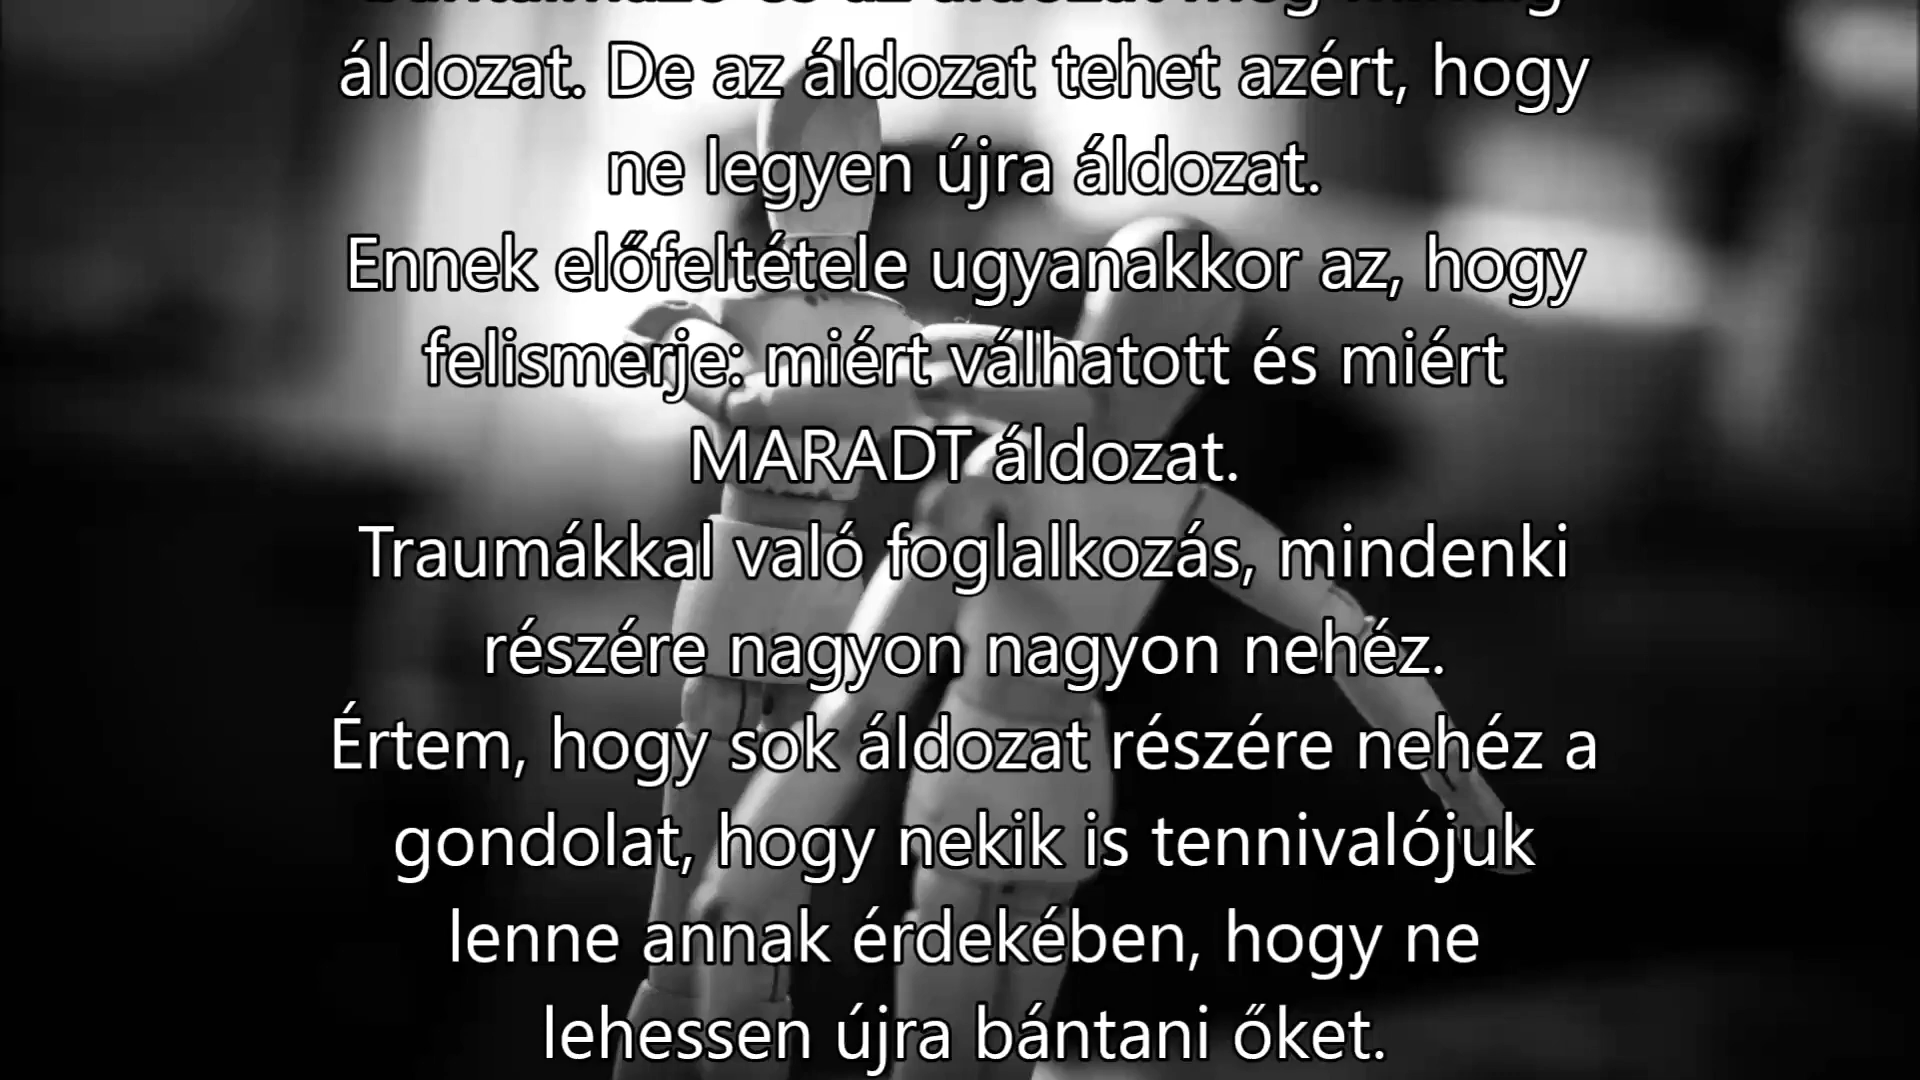 áldozat. De az áldozat tehet azért, hogy
ne legyen újra áldozat.
Ennek előfeltétele ugyanakkor az, hogy
felismerje: miért válhatott és miért
MARADT áldozat.
Traumákkal való foglalkozás, mindenki
részére nagyon nagyon nehéz.
Értem, hogy sok áldozat részére nehéz a
gondolat, hogy nekik is tennivalójuk
lenne annak érdekében, hogy ne
lehessen újra bántani őket.